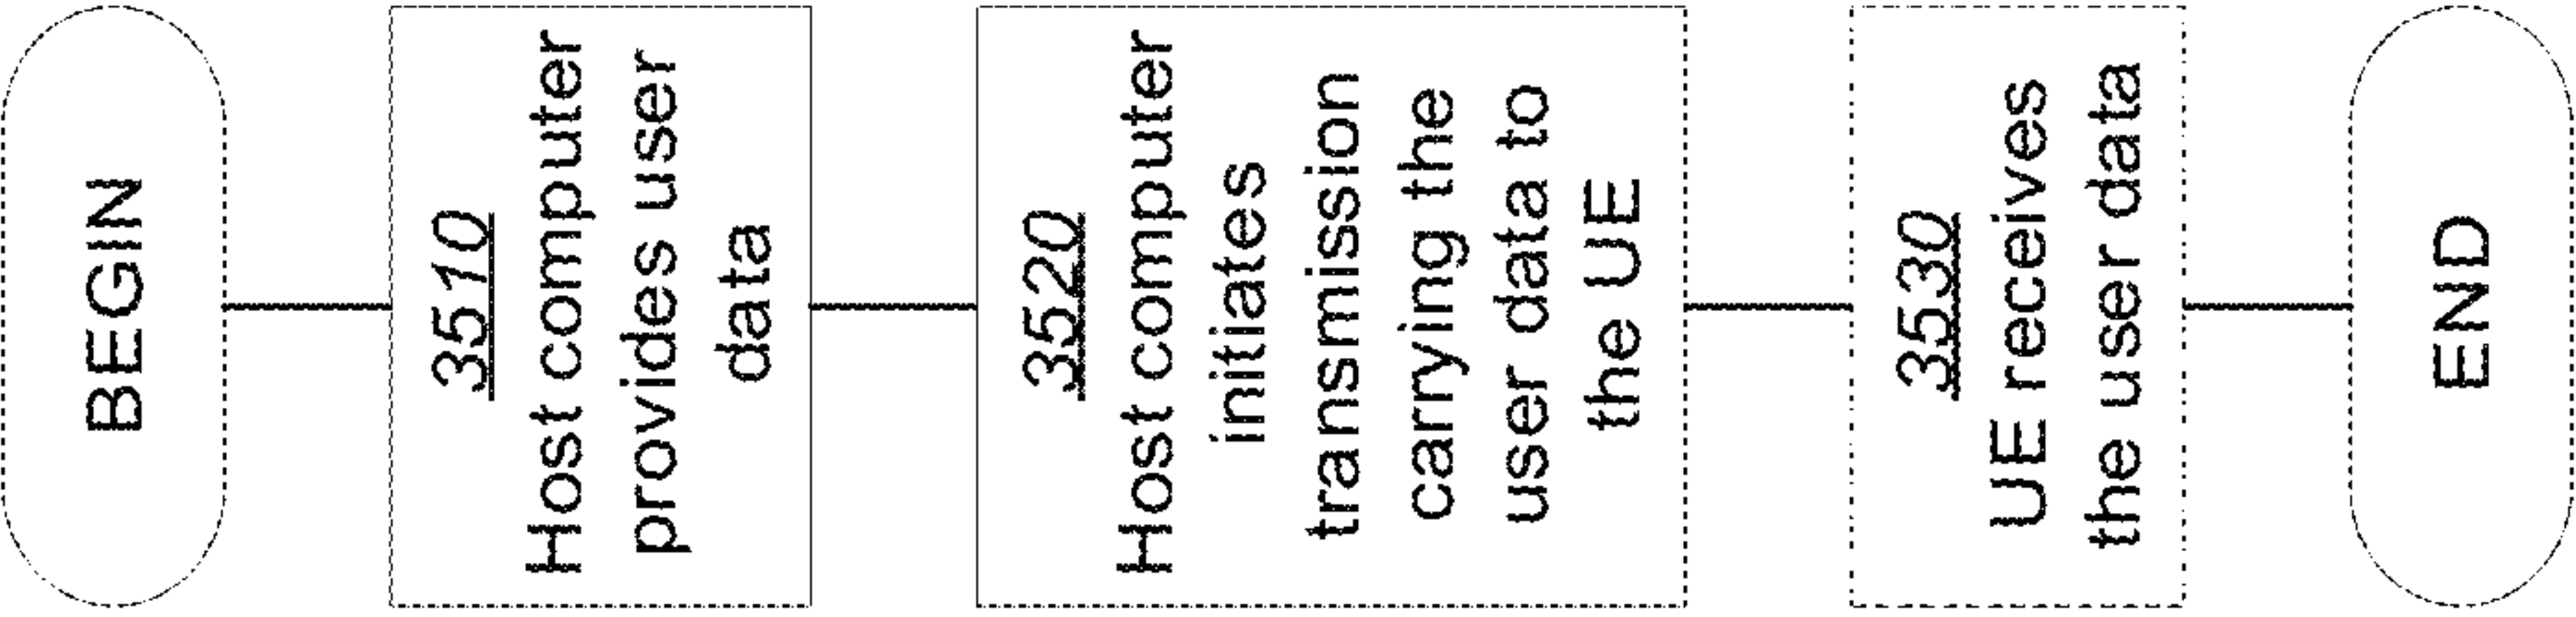 BEGIN
3510
Host computer
provides user
data
3520
Host computer
initiates
transmission
carrying the
user data to
the UE
3530
UE receives
the user data
END